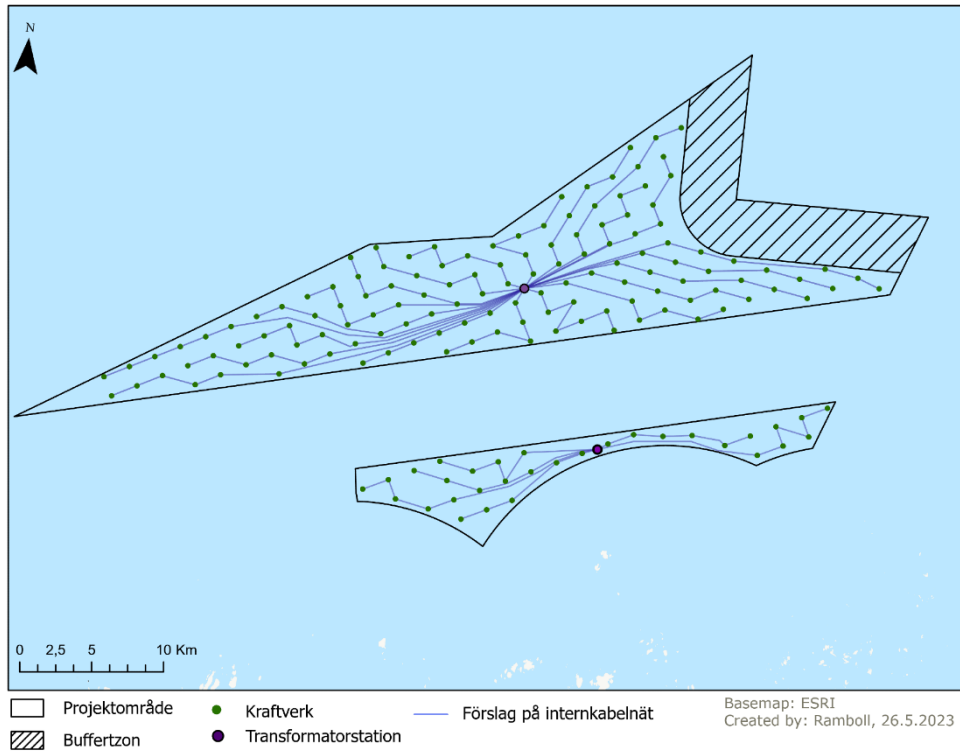 N
0 2,5 5 10 Km
Projektområde
Kraftverk
Förslag på internkabelnät
Basemap: ESRI
Created by: Ramboll, 26.5.2023
Buffertzon
Transformatorstation